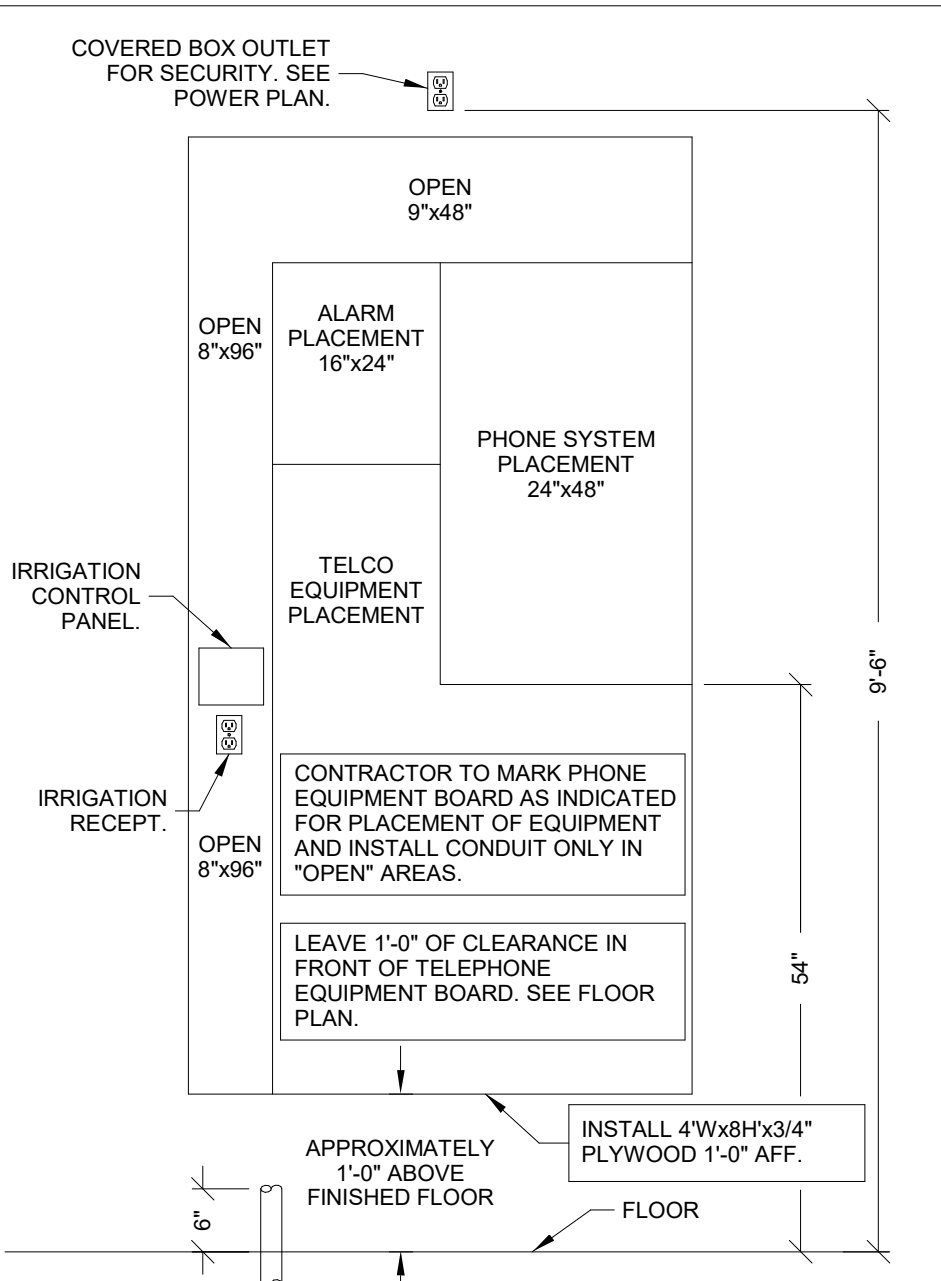 COVERED BOX OUTLET
FOR SECURITY. SEE
POWER PLAN.
OPEN
9"x48"
OPEN
8"x96"
ALARM
PLACEMENT
16"x24"
PHONE SYSTEM
PLACEMENT
24"x48"
TELCO
EQUIPMENT
PLACEMENT
IRRIGATION
CONTROL
PANEL.
IRRIGATION
RECEPT.
OPEN
8"x96"
CONTRACTOR TO MARK PHONE
EQUIPMENT BOARD AS INDICATED
FOR PLACEMENT OF EQUIPMENT
AND INSTALL CONDUIT ONLY IN
"OPEN" AREAS.
LEAVE 1'-0" OF CLEARANCE IN
FRONT OF TELEPHONE
EQUIPMENT BOARD. SEE FLOOR
PLAN.
9'-6"
54"
INSTALL 4'Wx8H'x3/4"
PLYWOOD 1'-0" AFF.
APPROXIMATELY
1'-0" ABOVE
FINISHED FLOOR
6"
FLOOR